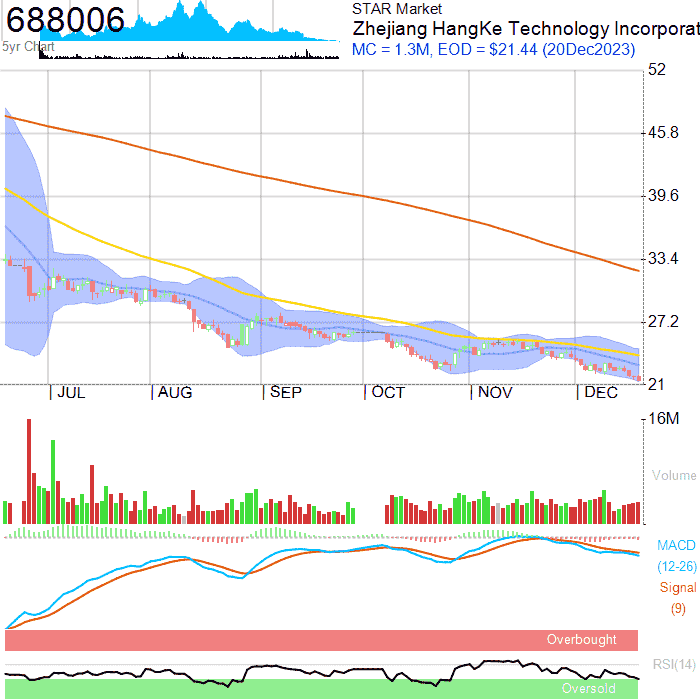 688006
5yr Chart
STAR Market
Zhejiang HangKe Technology Incorporat
MC = 1.3M, EOD = $21.44 (20Dec2023)
52
45.8
39.6
33.4
27.2
21
JUL AUG SEP OCT NOV DEC
16M
Volume
MACD
(12-26)
Signal
(9)
Overbought
RSI(14)
Oversold